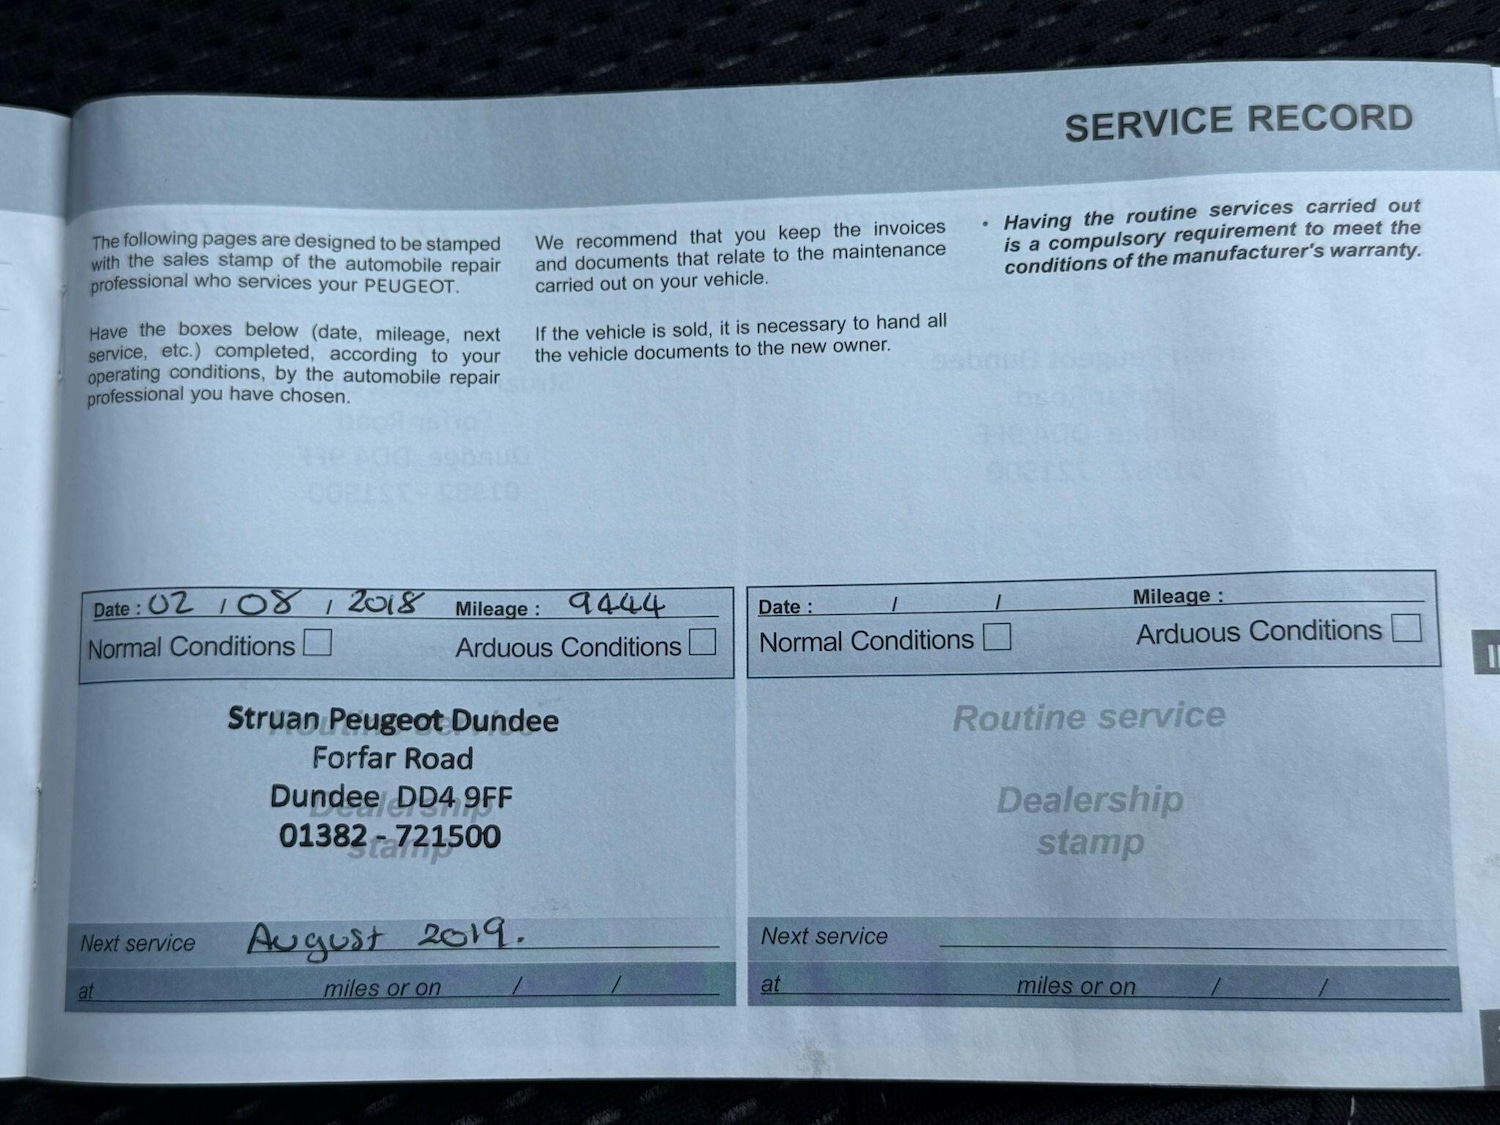 SERVICE RECORD
The following pages are designed to be stamped
with the sales stamp of the automobile repair
professional who services your PEUGEOT.
Have the boxes below (date, mileage, next
service, etc.) completed, according to your
operating conditions, by the automobile repair
professional you have chosen.
We recommend that you keep the invoices
and documents that relate to the maintenance
carried out on your vehicle.
If the vehicle is sold, it is necessary to hand all
the vehicle documents to the new owner.
• Having the routine services carried out
is a compulsory requirement to meet the
conditions of the manufacturer's warranty.
Date : 02 / 08 / 2018 Mileage : 9444
Normal Conditions Arduous Conditions
Routine service
Struan Peugeot Dundee
Forfar Road
Dundee DD4 9FF
Dealership
01382 - 721500
stamp
Next service August 2019.
at miles or on / /
Date : / / Mileage :
Normal Conditions Arduous Conditions
Routine service
Dealership
stamp
Next service
at miles or on / /